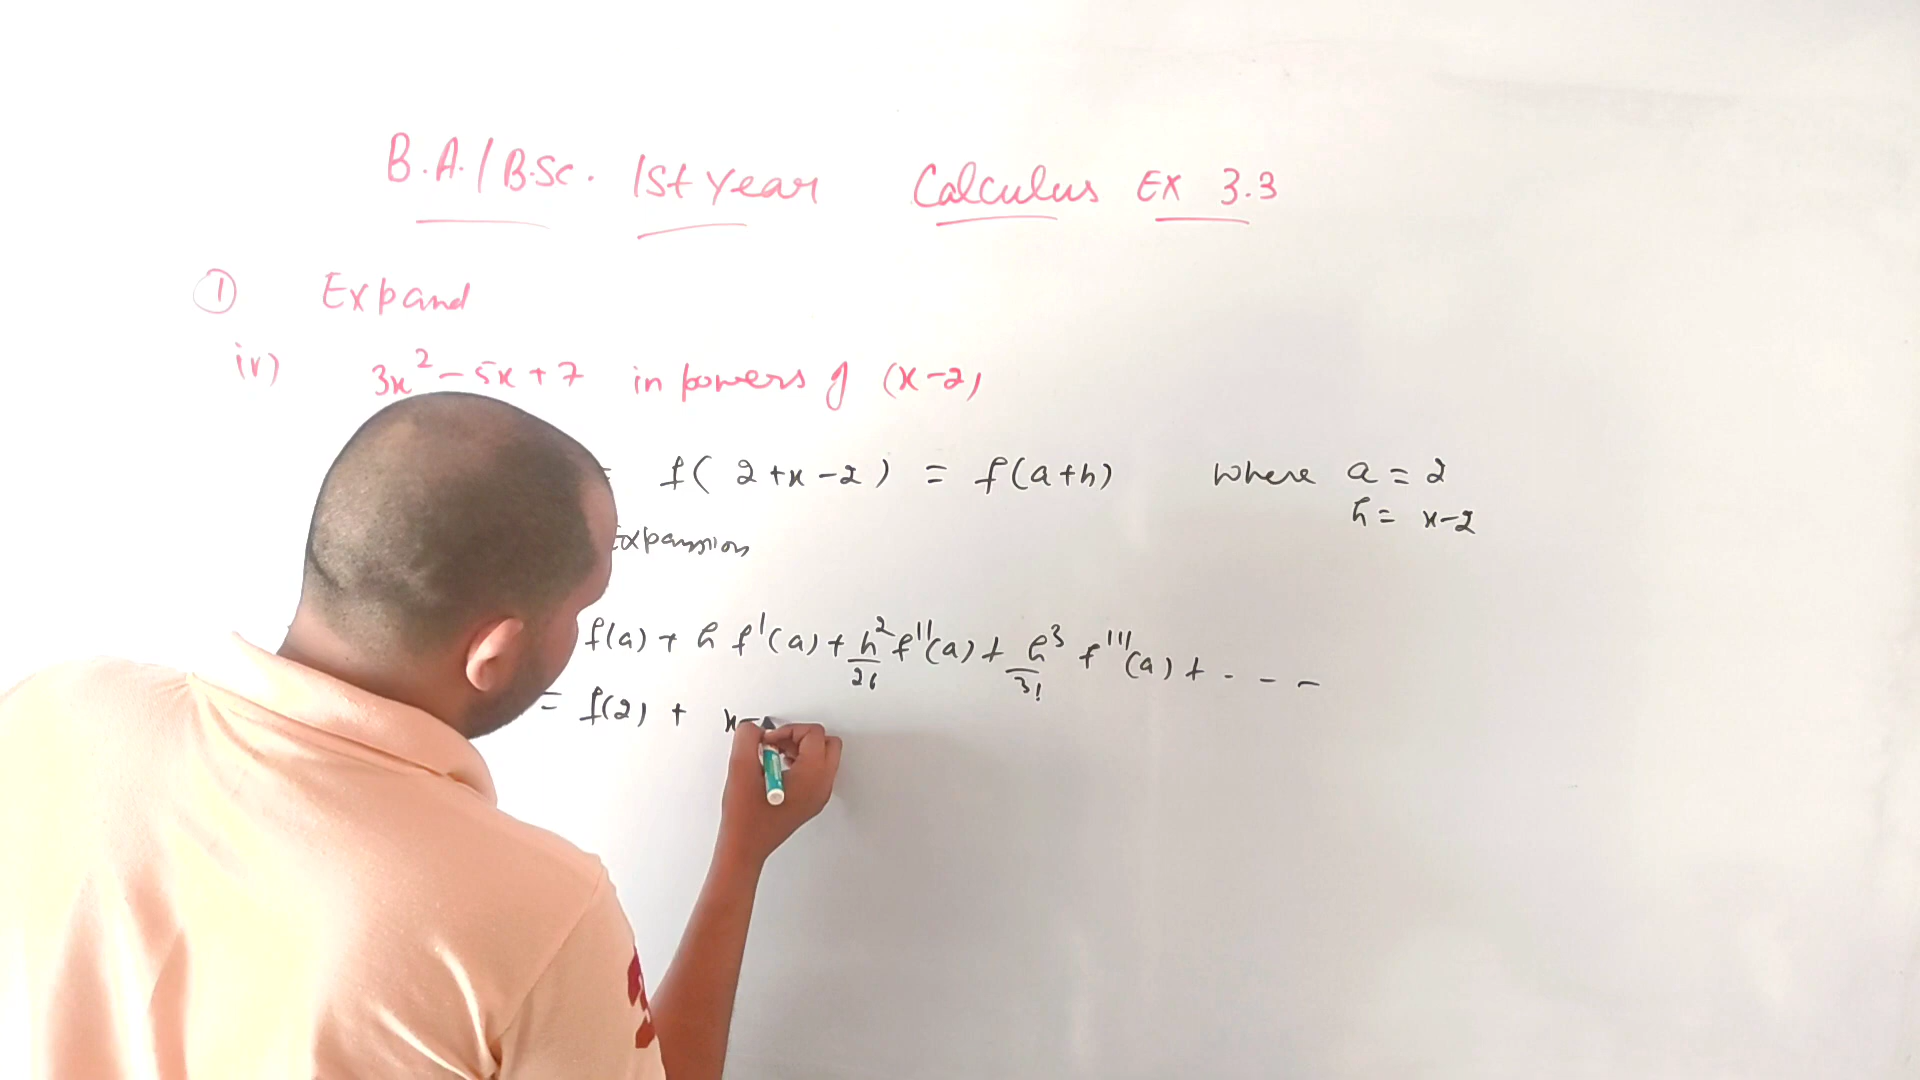 B.A./B.Sc. 1st Year Calculus Ex 3.3
① Expand
iv) 3x² - 5x + 7 in powers of (x-2)
= f( 2 + x - 2 ) = f(a+h) where a = 2
h = x-2
Expansion
f(a) + h f'(a) + h²/2! f''(a) + h³/3! f'''(a) + - - -
= f(2) + x-